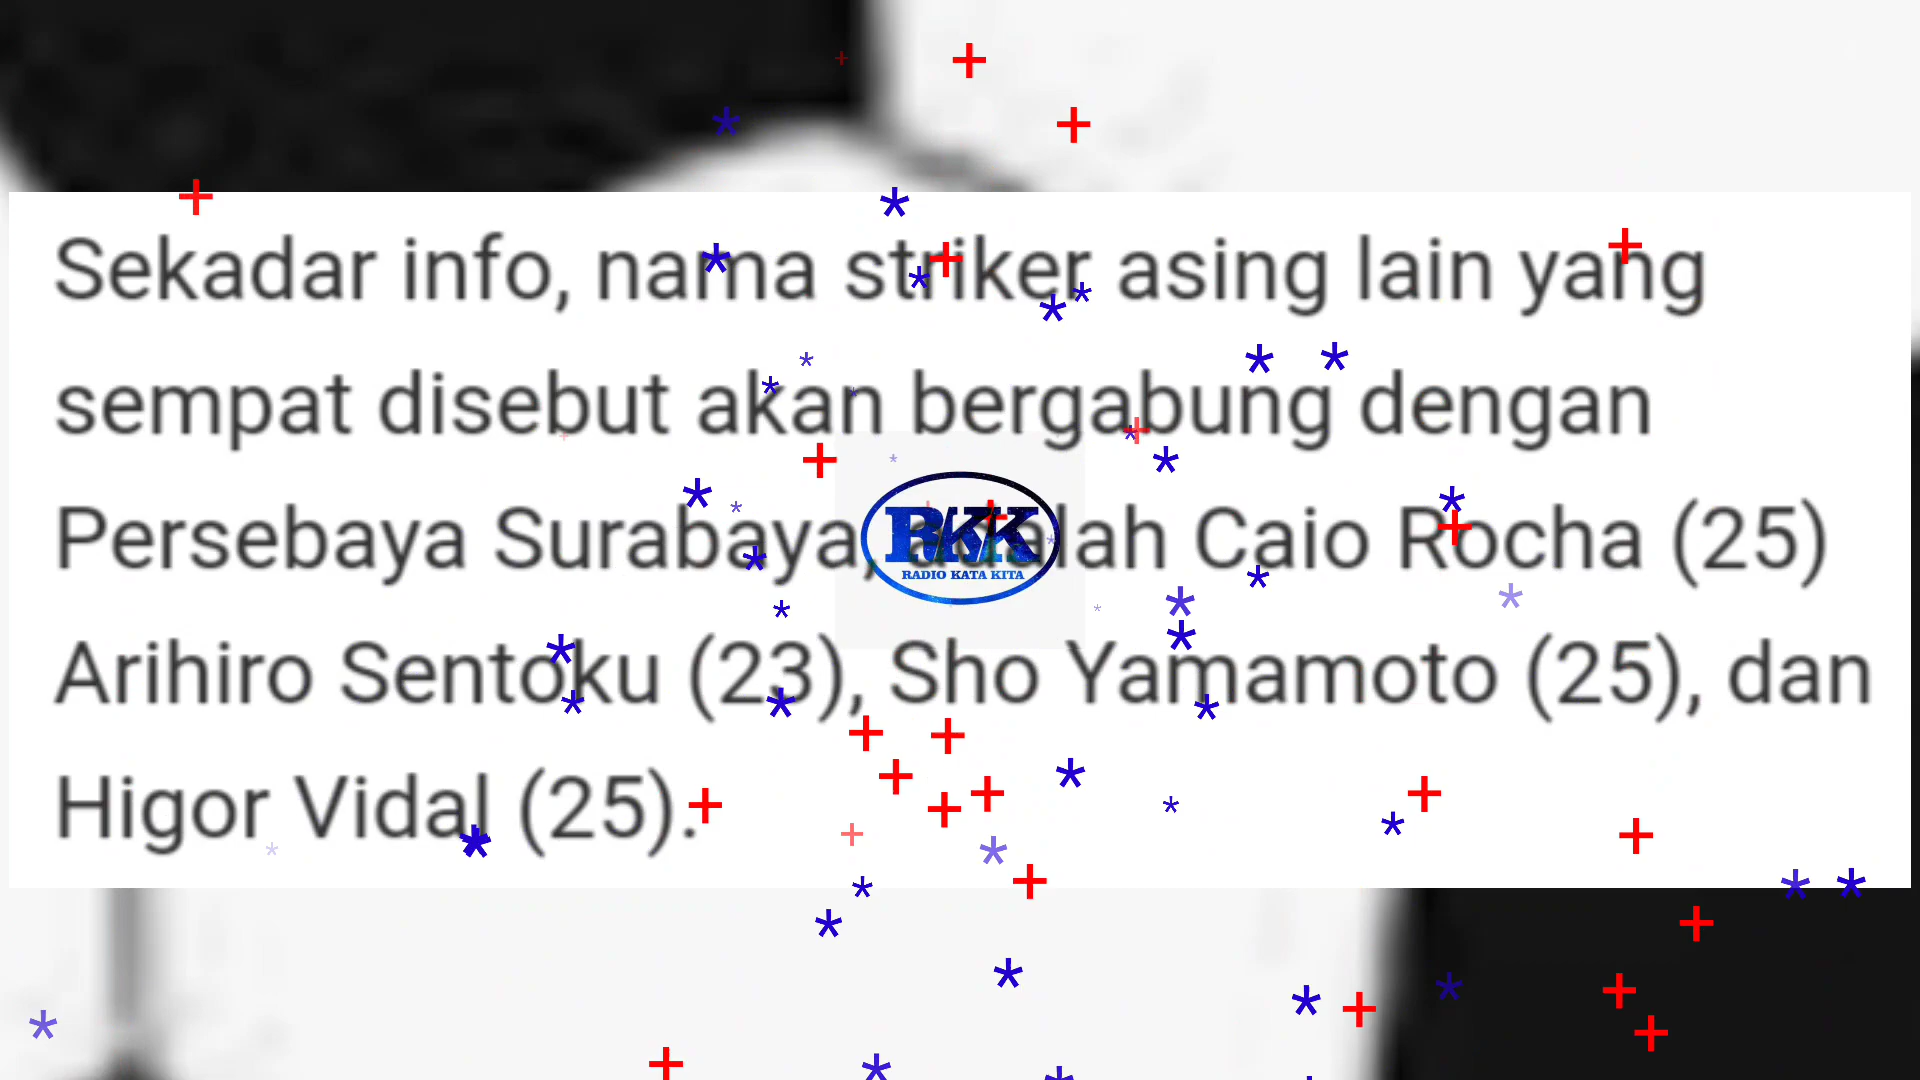 Sekadar info, nama striker asing lain yang
sempat disebut akan bergabung dengan
Persebaya Surabaya, adalah Caio Rocha (25)
RKK
RADIO KATA KITA
Arihiro Sentoku (23), Sho Yamamoto (25), dan
Higor Vidal (25).